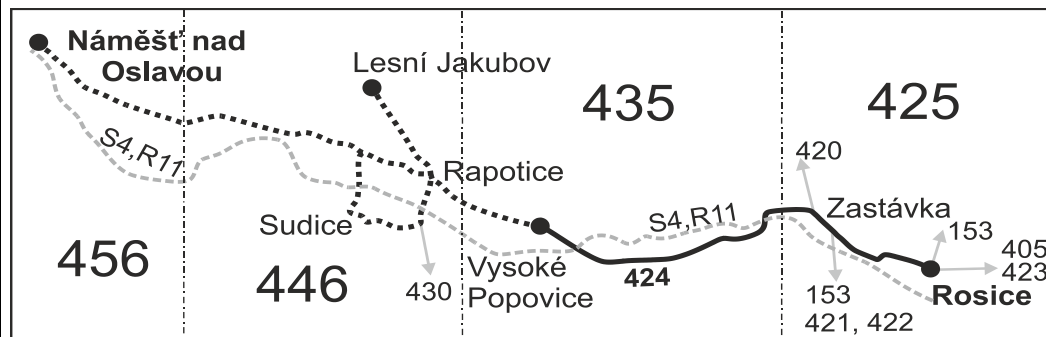 Náměšť nad
Oslavou
Lesní Jakubov
435
425
S4,R11
420
Rapotice
Zastávka
153
Sudice
S4,R11
405
423
456
446
430
Vysoké
Popovice
424
153
421, 422
Rosice